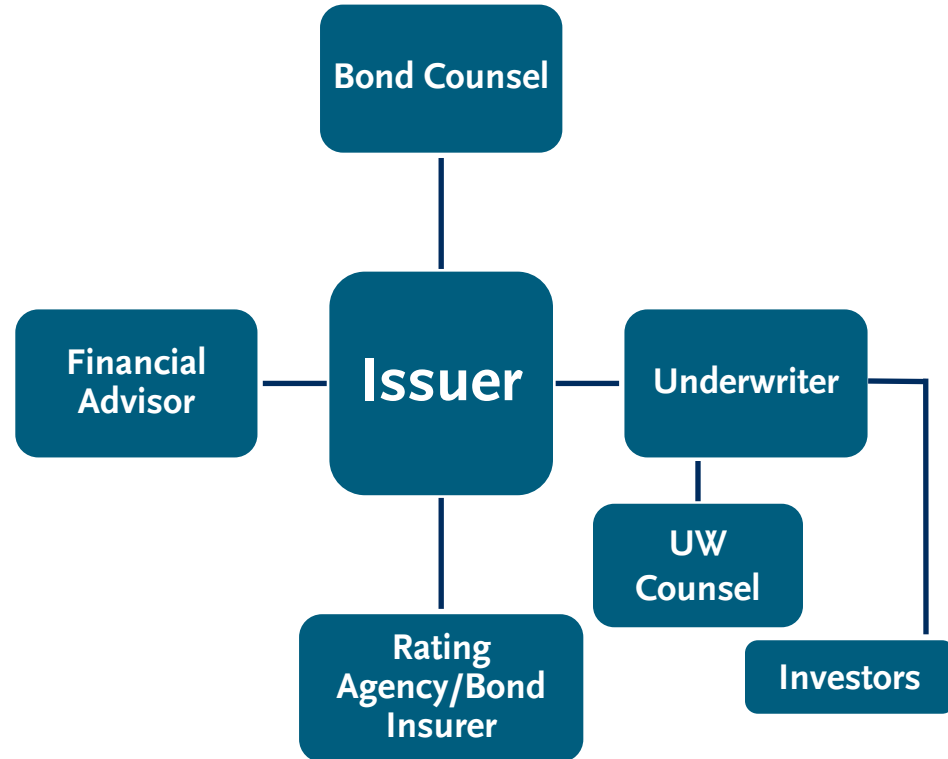 Bond Counsel
Financial
Advisor
Issuer
Underwriter
UW
Counsel
Rating
Agency/Bond
Insurer
Investors